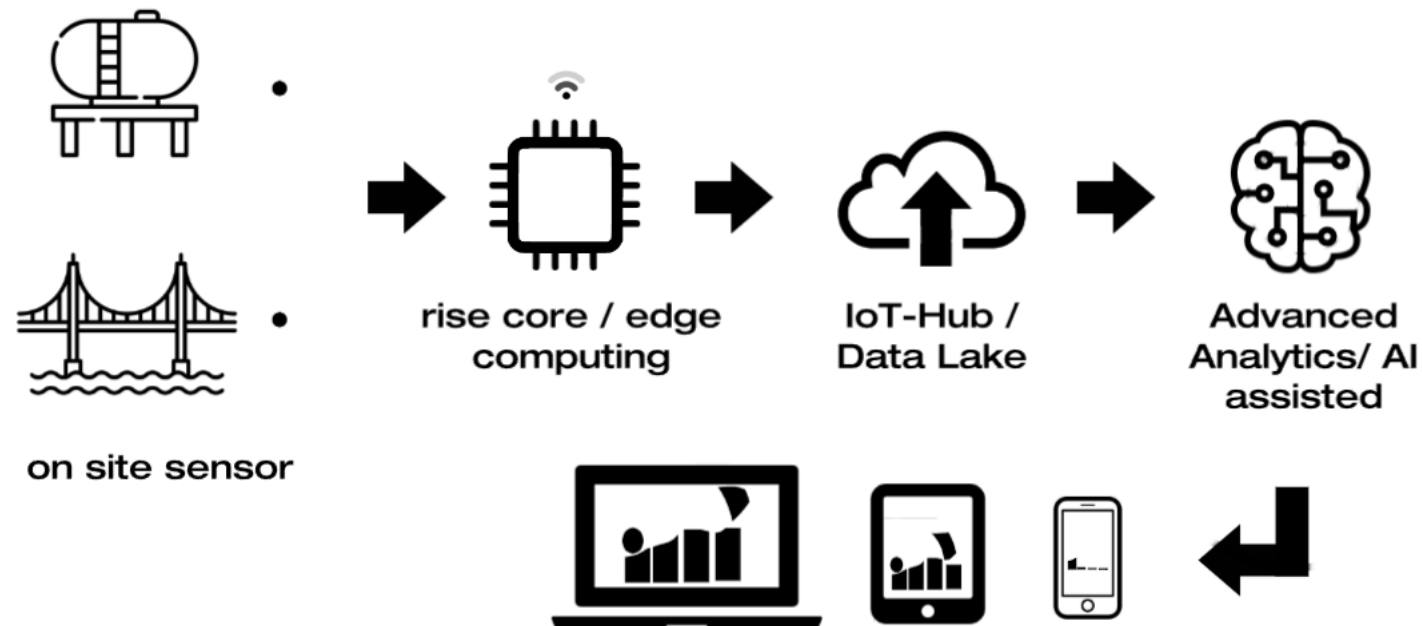 rise core / edge
computing
IoT-Hub /
Data Lake
Advanced
Analytics/ AI
assisted
on site sensor